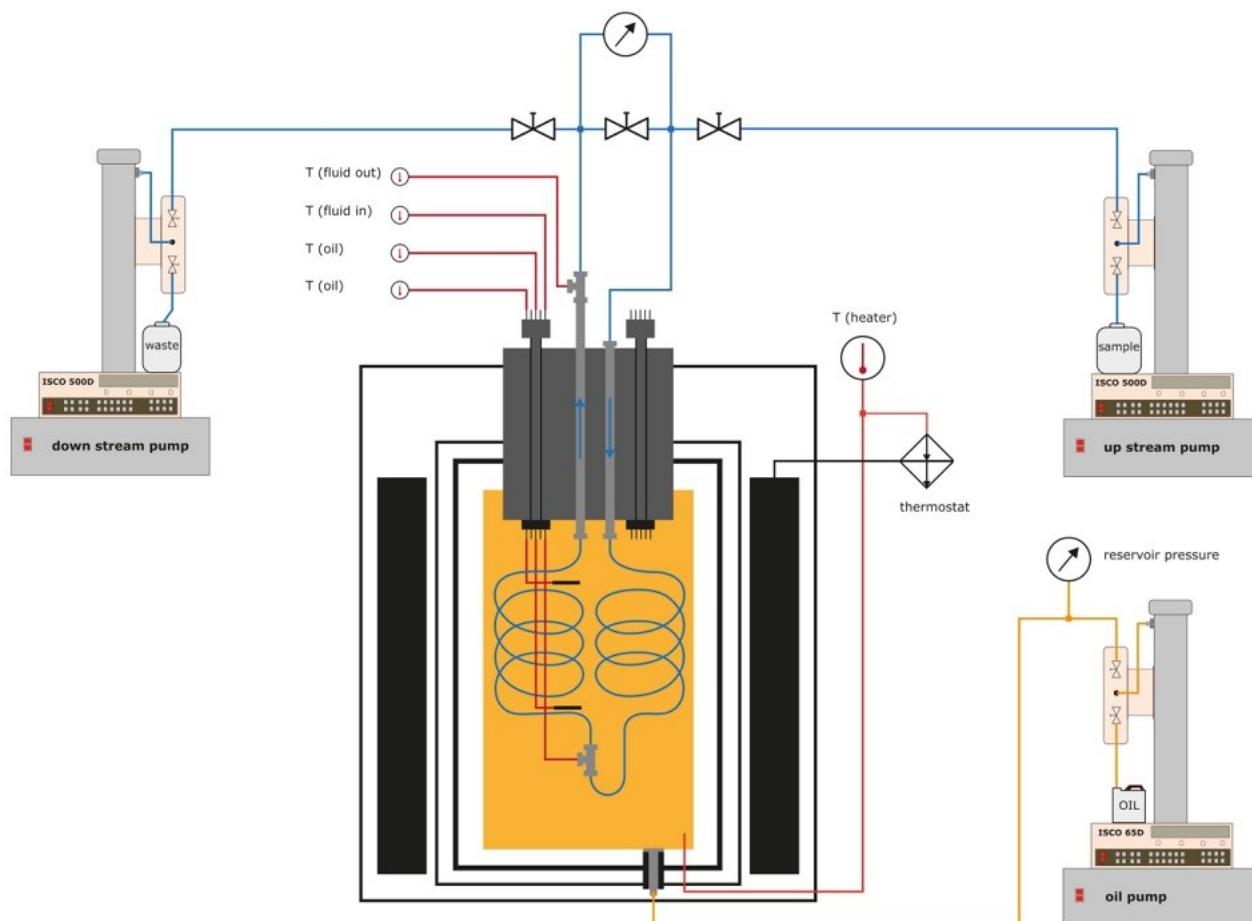 T (fluid out)
T (fluid in)
T (oil)
T (oil)
waste
ISCO 500D
down stream pump
T (heater)
thermostat
sample
ISCO 500D
up stream pump
reservoir pressure
OIL
ISCO 65D
oil pump